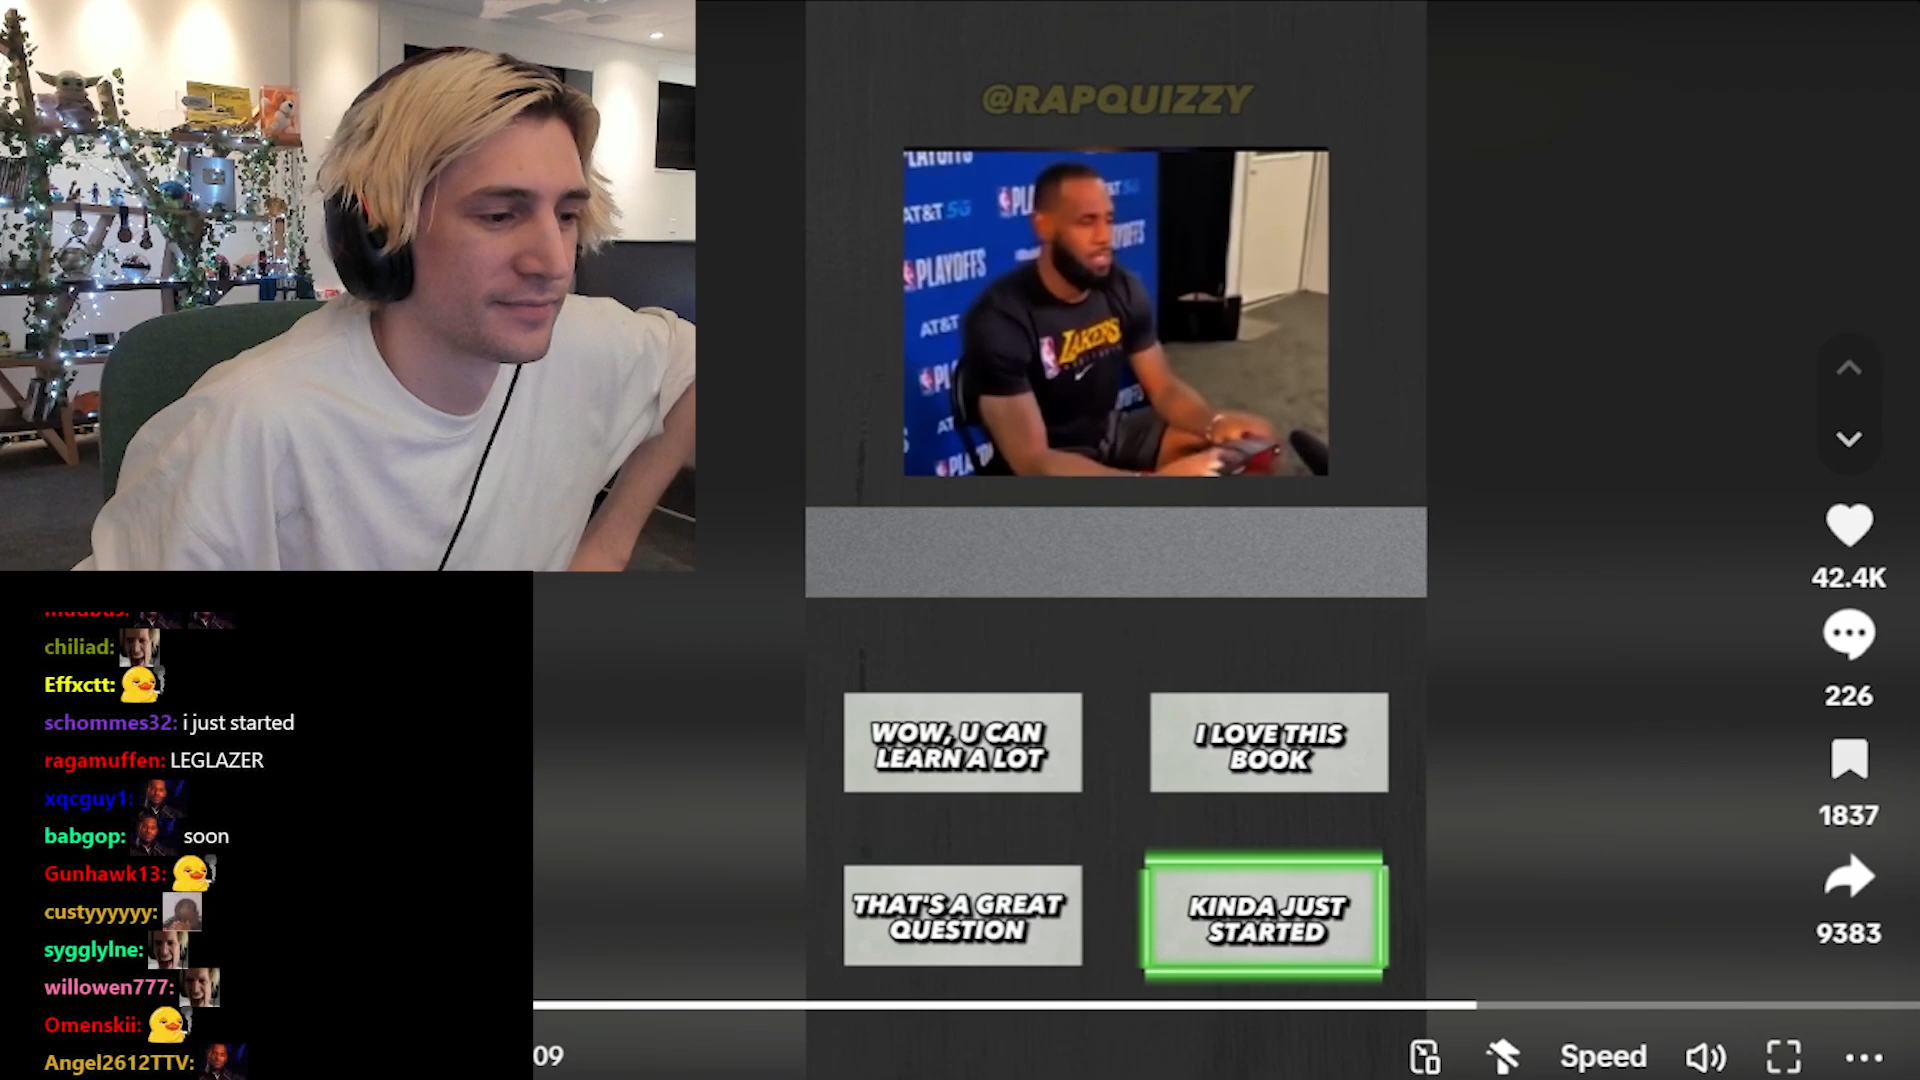 @RAPQUIZZY
PLAYOFFS
AT&T 5G
PLAYOFFS
AT&T
LAKERS
WOW, U CAN
LEARN A LOT
I LOVE THIS
BOOK
THAT'S A GREAT
QUESTION
KINDA JUST
STARTED
42.4K
226
1837
9383
chiliad:
Effxctt:
schommes32: i just started
ragamuffen: LEGLAZER
xqcguy1:
babgop: soon
Gunhawk13:
custyyyyyy:
sygglylne:
willowen777:
Omenskii:
Angel2612TTV:
09
Speed